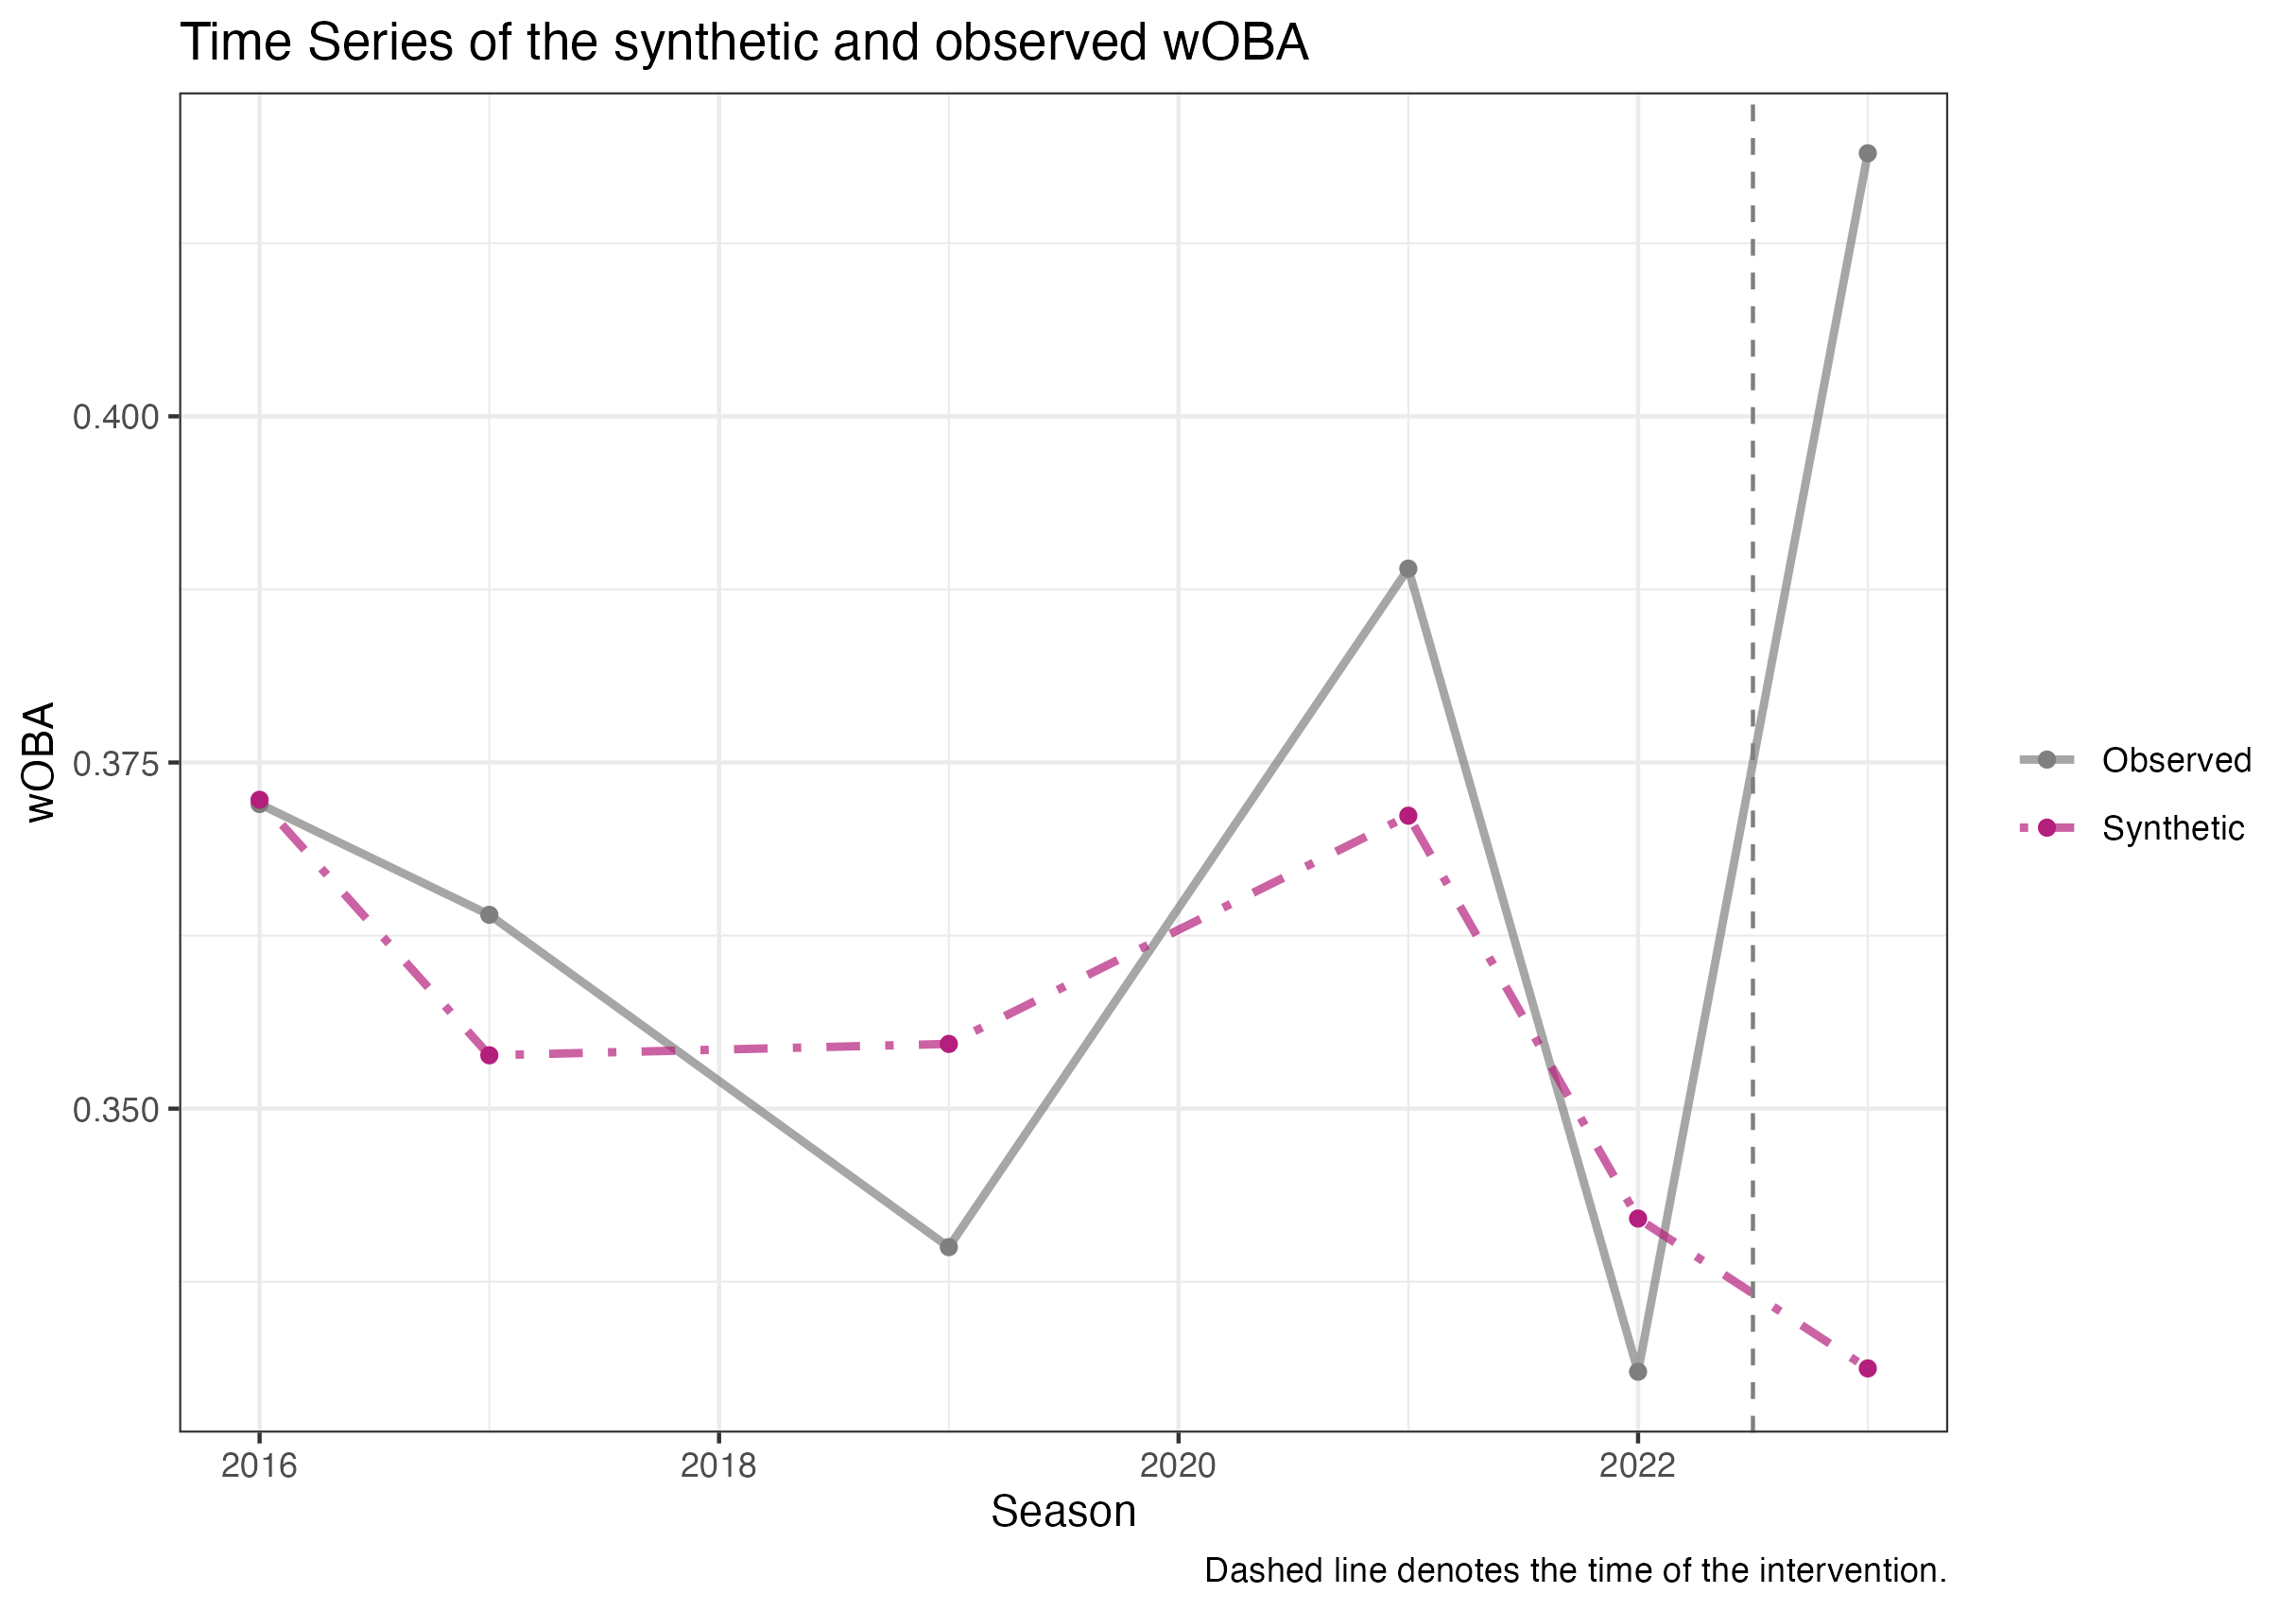 Time Series of the synthetic and observed wOBA
wOBA
0.400
0.375
0.350
2016
2018
2020
2022
Season
Observed
Synthetic
Dashed line denotes the time of the intervention.